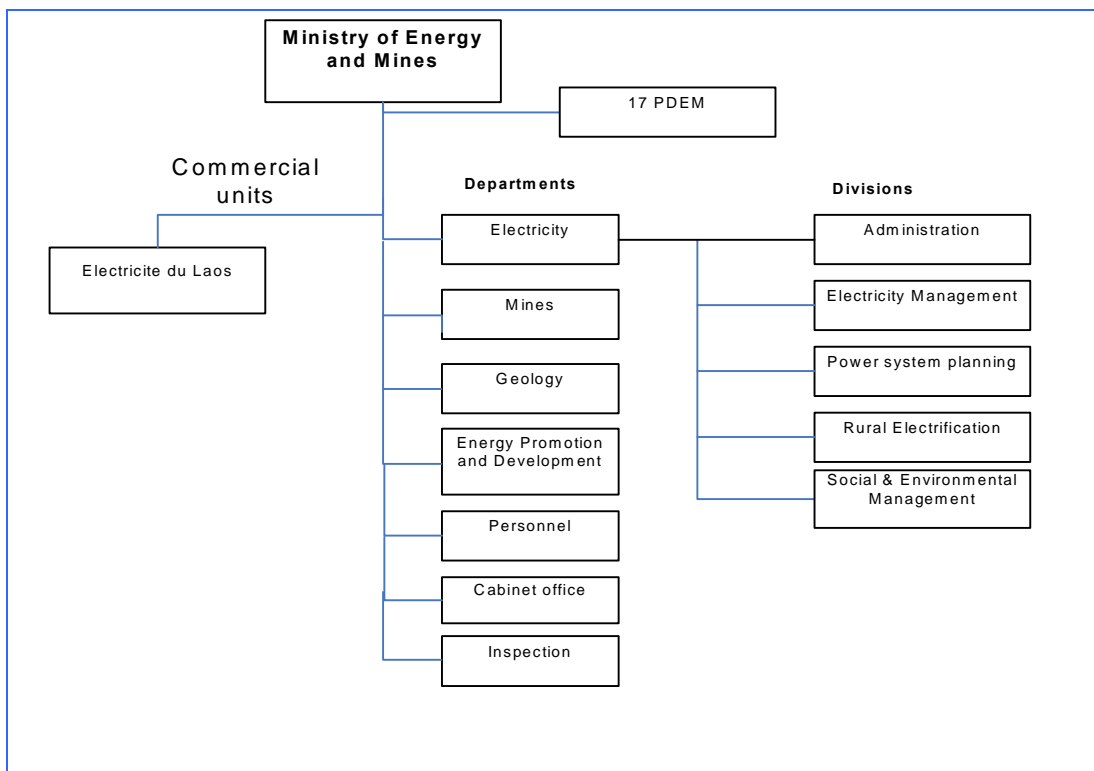 Ministry of Energy
and Mines
17 PDEM
Commercial
units
Electricite du Laos
Departments
Electricity
Mines
Geology
Energy Promotion
and Development
Personnel
Cabinet office
Inspection
Divisions
Administration
Electricity Management
Power system planning
Rural Electrification
Social & Environmental
Management